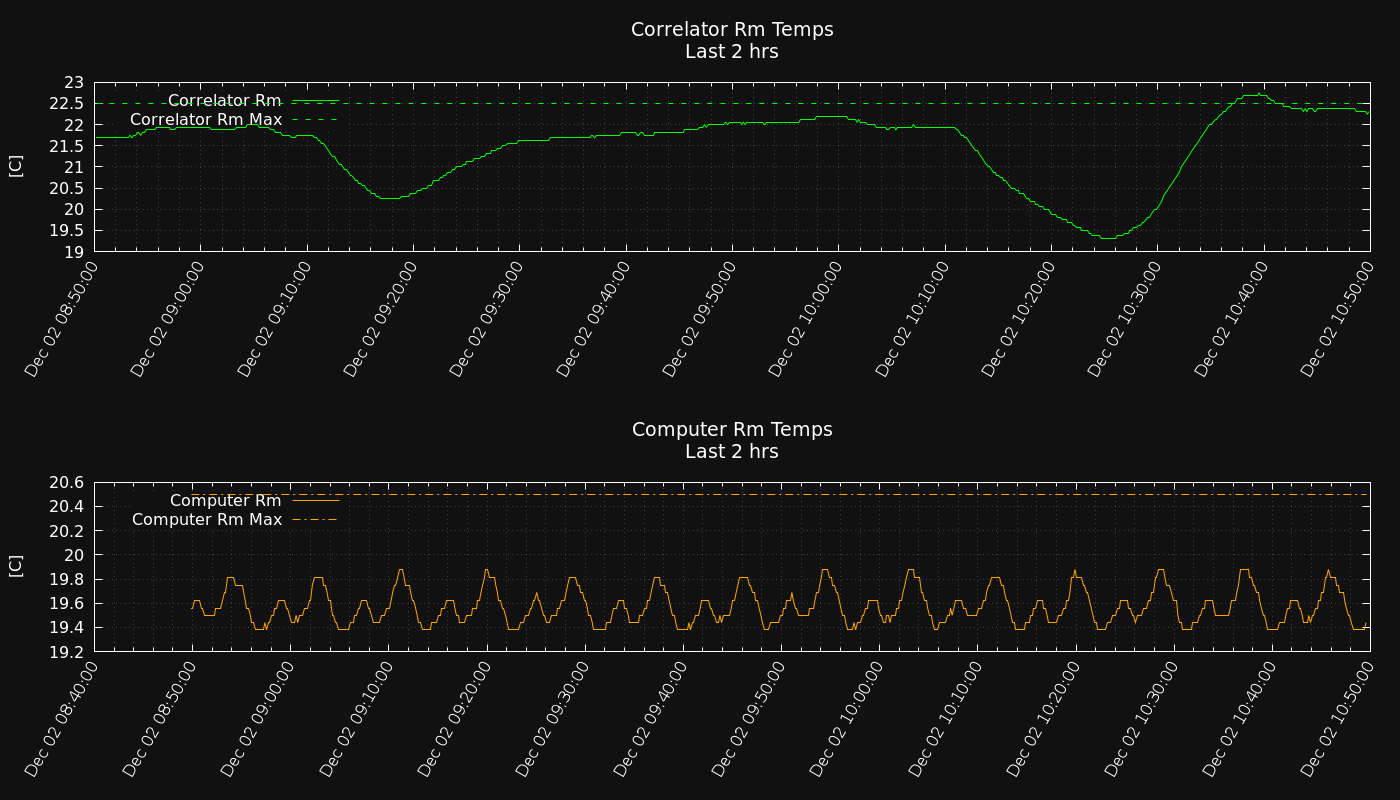 Correlator Rm Temps
Last 2 hrs
23
22.5
22
21.5
21
20.5
20
19.5
19
[C]
Correlator Rm
Correlator Rm Max
Dec 02 08:50:00
Dec 02 09:00:00
Dec 02 09:10:00
Dec 02 09:20:00
Dec 02 09:30:00
Dec 02 09:40:00
Dec 02 09:50:00
Dec 02 10:00:00
Dec 02 10:10:00
Dec 02 10:20:00
Dec 02 10:30:00
Dec 02 10:40:00
Dec 02 10:50:00
Computer Rm Temps
Last 2 hrs
20.6
20.4
20.2
20
19.8
19.6
19.4
19.2
[C]
Computer Rm
Computer Rm Max
Dec 02 08:40:00
Dec 02 08:50:00
Dec 02 09:00:00
Dec 02 09:10:00
Dec 02 09:20:00
Dec 02 09:30:00
Dec 02 09:40:00
Dec 02 09:50:00
Dec 02 10:00:00
Dec 02 10:10:00
Dec 02 10:20:00
Dec 02 10:30:00
Dec 02 10:40:00
Dec 02 10:50:00